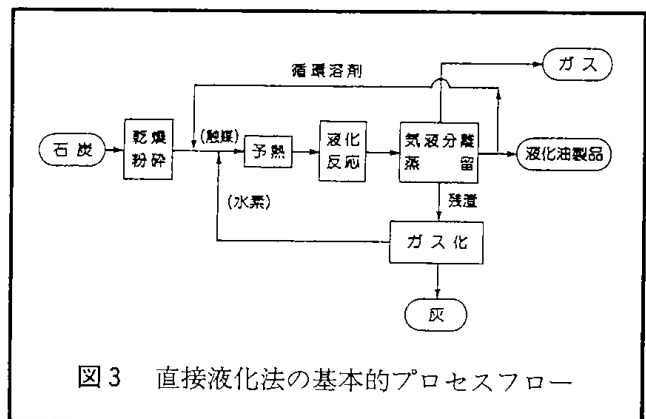 ガス
循環溶剤
石炭
乾燥
粉砕
(触媒)
予熱
液化
反応
気液分離
蒸留
液化油製品
(水素)
残渣
ガス化
灰
図3 直接液化法の基本的プロセスフロー